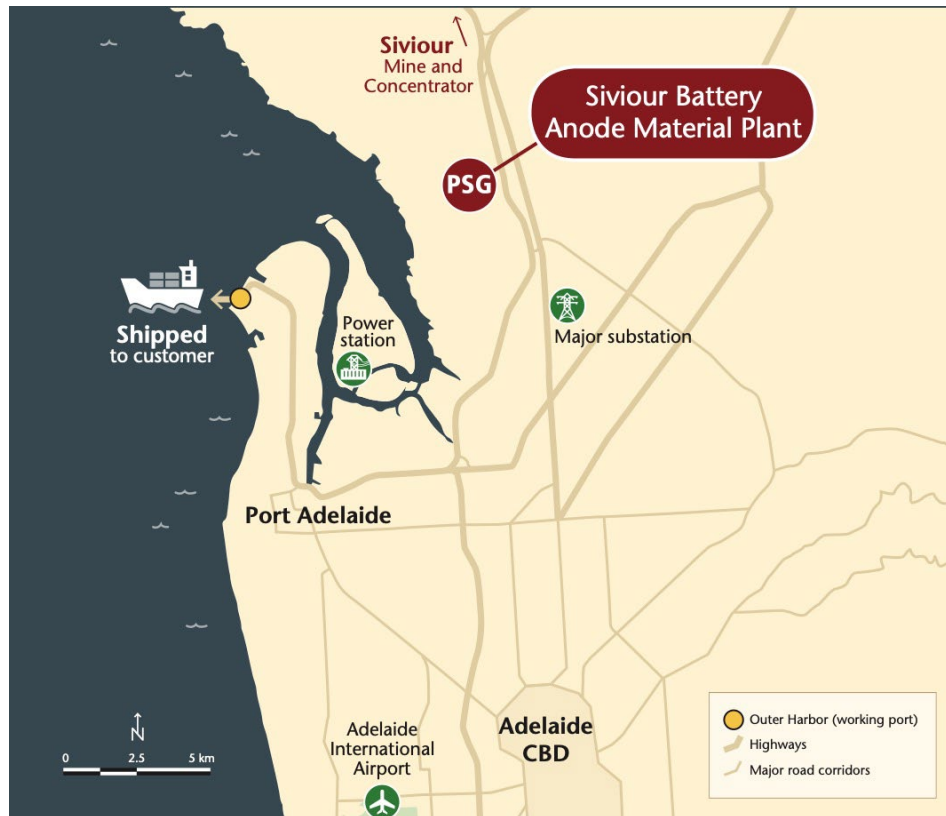 Siviour
Mine and
Concentrator
Siviour Battery
Anode Material Plant
PSG
Shipped
to customer
Power
station
Major substation
Port Adelaide
Adelaide
International
Airport
Adelaide
CBD
N
0 2.5 5 km
Outer Harbor (working port)
Highways
Major road corridors